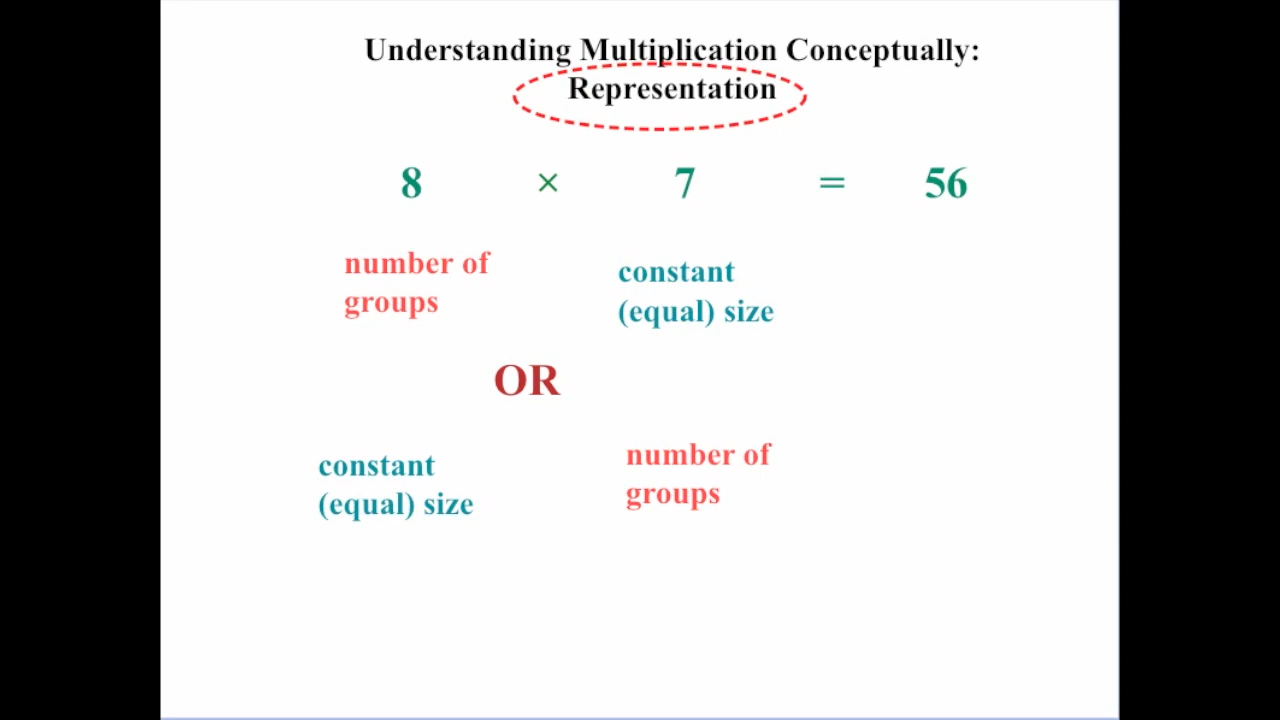 Understanding Multiplication Conceptually:
Representation
8 × 7 = 56
number of
groups
constant
(equal) size
OR
constant
(equal) size
number of
groups